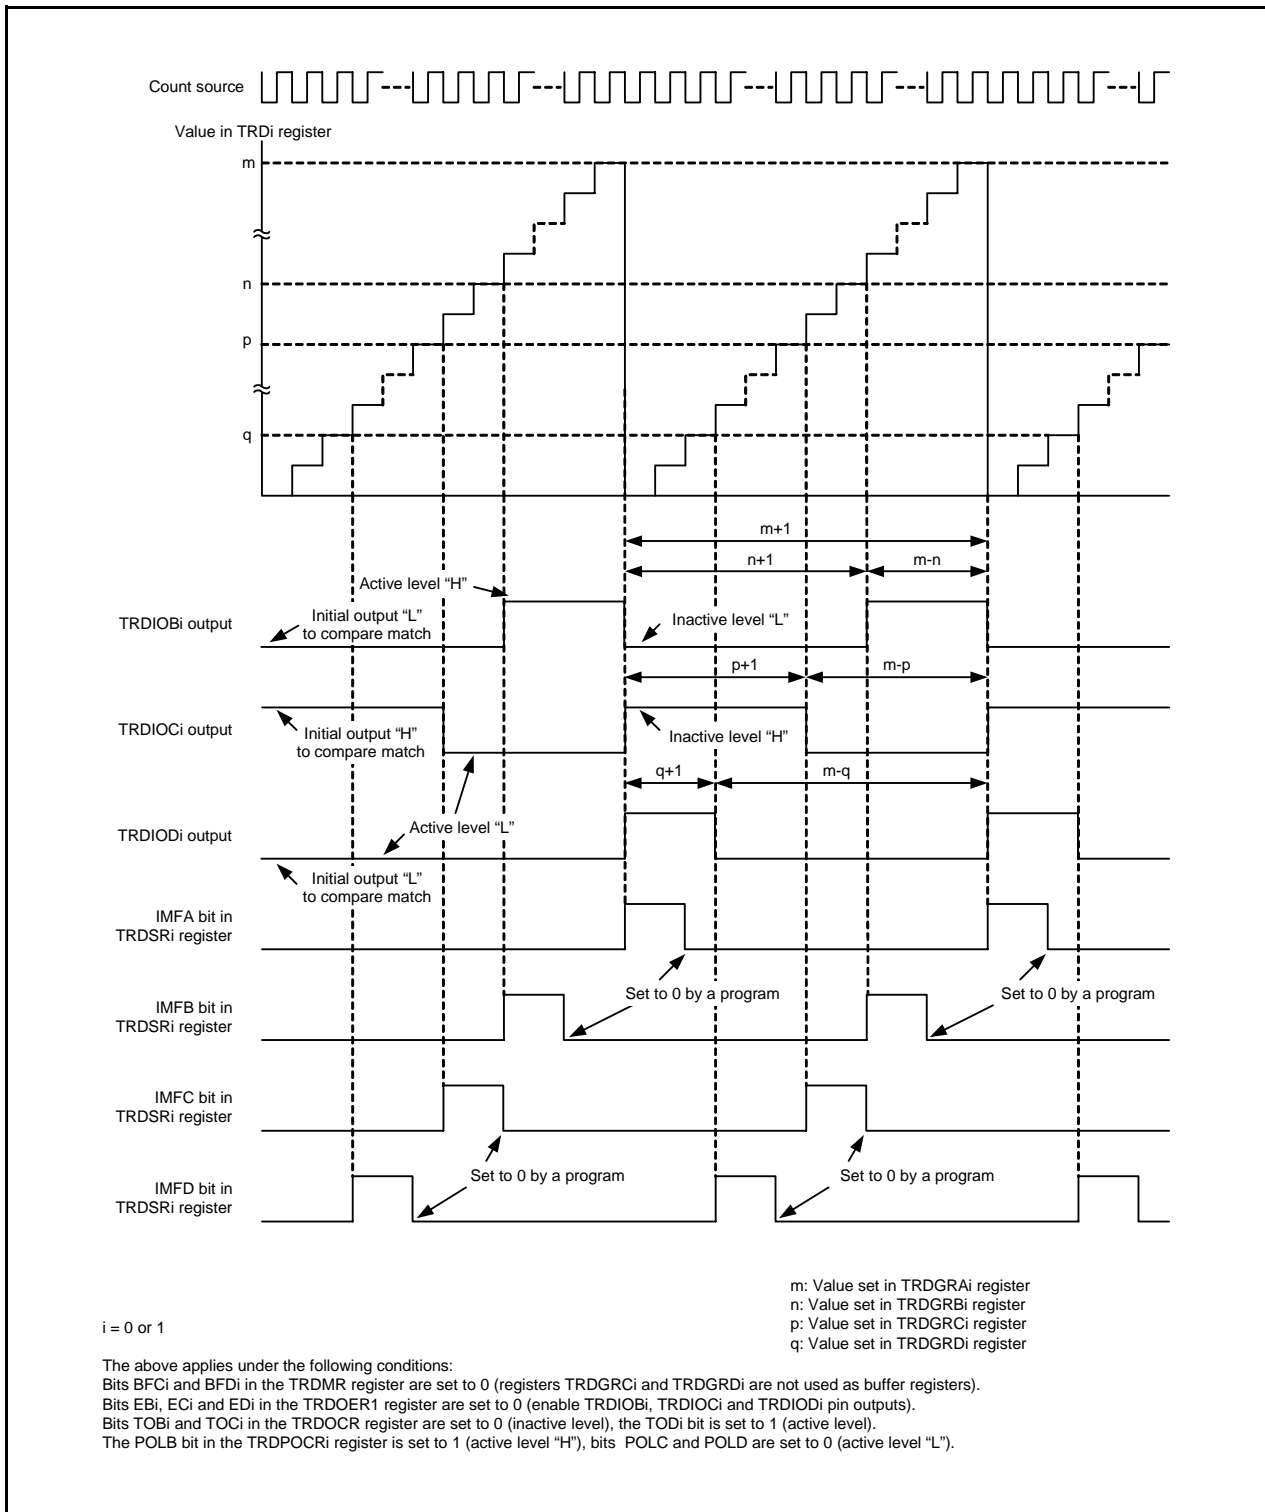 Count source
Value in TRDi register
m
n
p
q
m+1
n+1
m-n
Active level “H”
TRDIOBi output
Initial output “L”
to compare match
Inactive level “L”
p+1
m-p
TRDIOCi output
Initial output “H”
to compare match
Inactive level “H”
q+1
m-q
TRDIODi output
Active level “L”
Initial output “L”
to compare match
IMFA bit in
TRDSRi register
Set to 0 by a program
Set to 0 by a program
IMFB bit in
TRDSRi register
IMFC bit in
TRDSRi register
Set to 0 by a program
Set to 0 by a program
IMFD bit in
TRDSRi register
m: Value set in TRDGRAi register
n: Value set in TRDGRBi register
p: Value set in TRDGRCi register
q: Value set in TRDGRDi register
i = 0 or 1
The above applies under the following conditions:
Bits BFCi and BFDi in the TRDMR register are set to 0 (registers TRDGRCi and TRDGRDi are not used as buffer registers).
Bits EBi, ECi and EDi in the TRDOER1 register are set to 0 (enable TRDIOBi, TRDIOCi and TRDIODi pin outputs).
Bits TOBi and TOCi in the TRDOCR register are set to 0 (inactive level), the TODi bit is set to 1 (active level).
The POLB bit in the TRDPOCRi register is set to 1 (active level “H”), bits POLC and POLD are set to 0 (active level “L”).